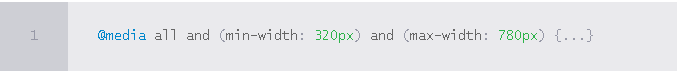 1 @media all and (min-width: 320px) and (max-width: 780px) {...}